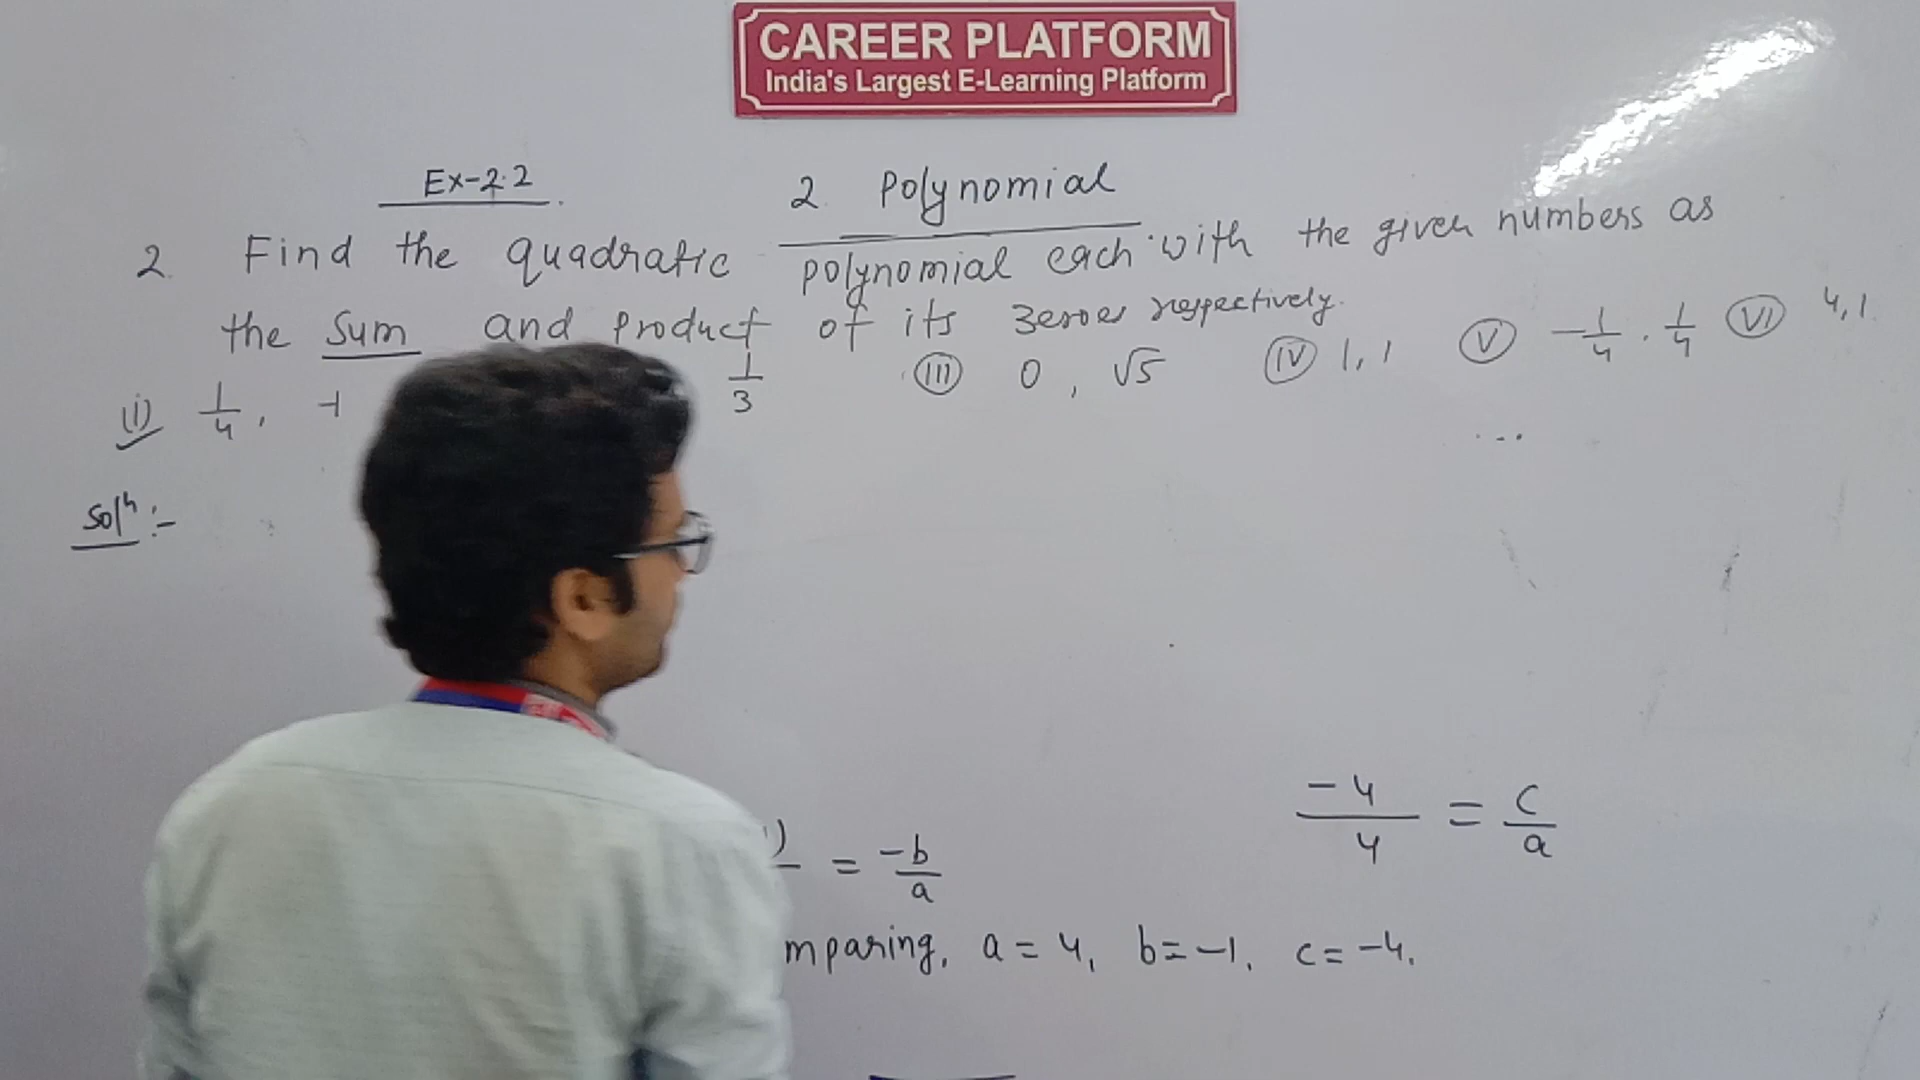 CAREER PLATFORM
India's Largest E-Learning Platform
Ex-2.2
2 Polynomial
2. Find the quadratic polynomial each with the given numbers as
the sum and product of its zeroes respectively.
(i) 1/4, -1 1/3 (iii) 0, √5 (iv) 1, 1 (v) -1/4, 1/4 (vi) 4, 1
Solⁿ:-
) = -b/a
-4/4 = c/a
mparing, a = 4, b = -1, c = -4.